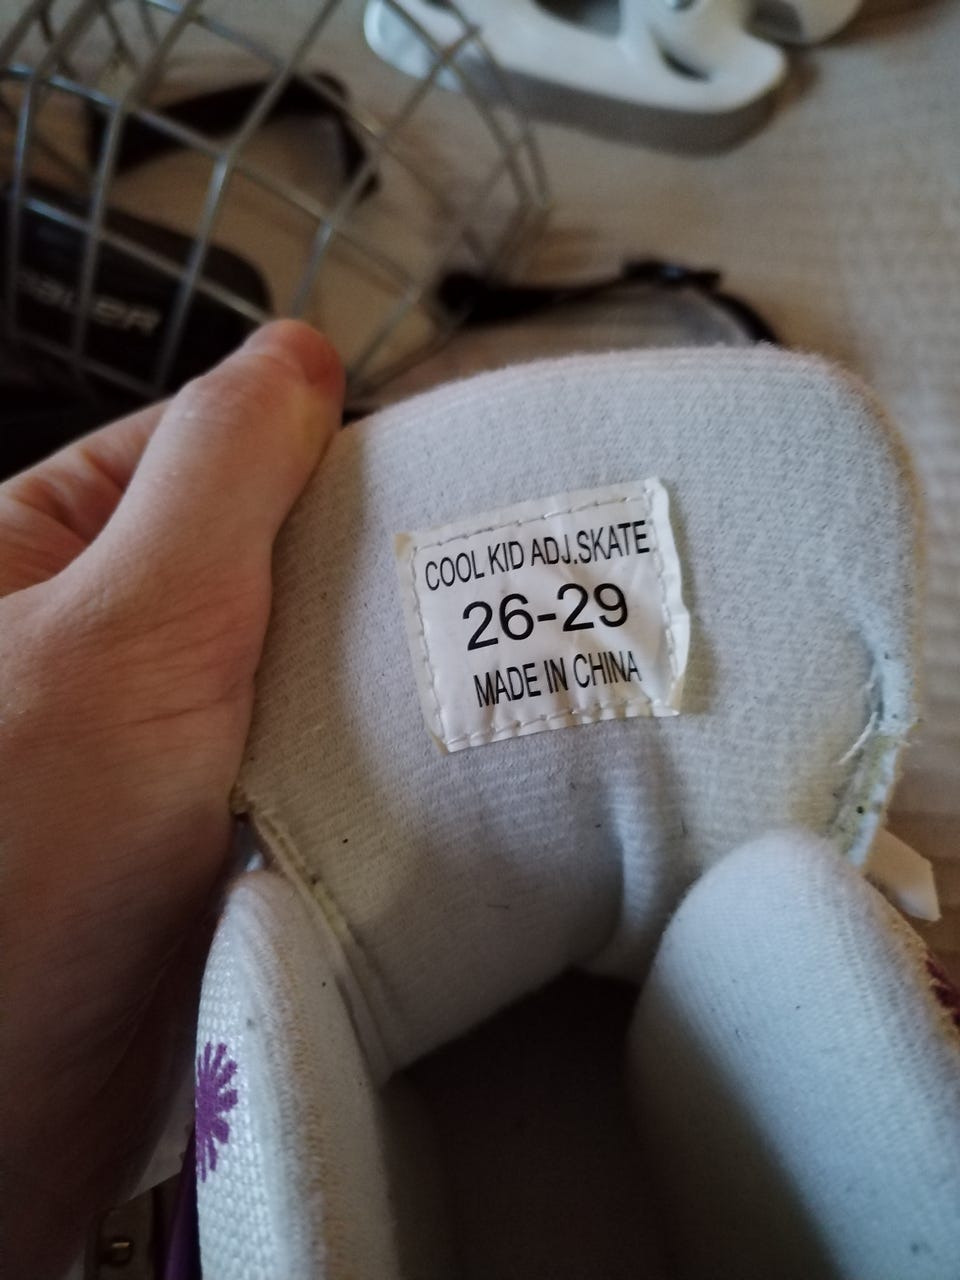 COOL KID ADJ.SKATE
26-29
MADE IN CHINA